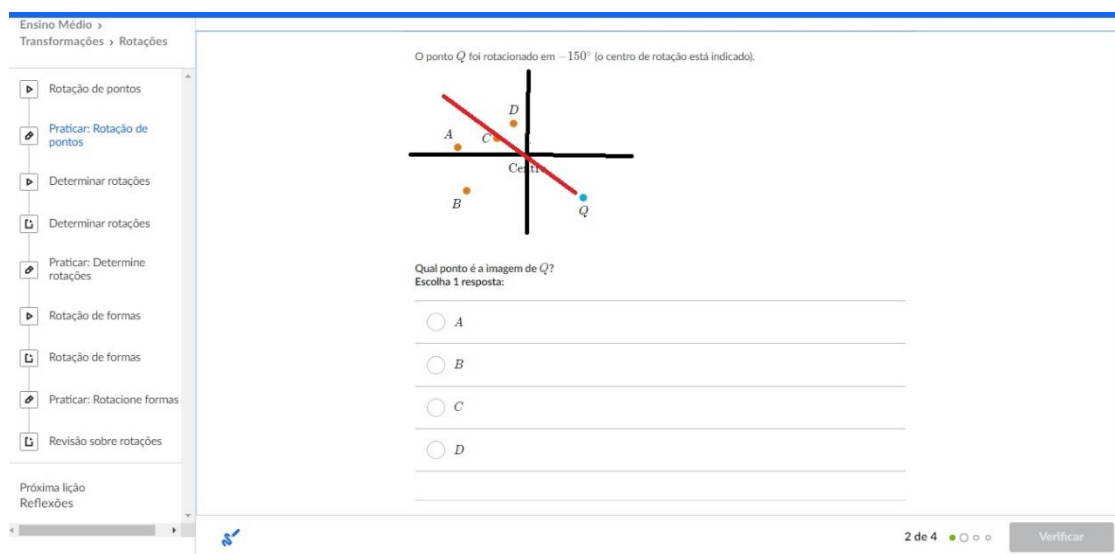 Ensino Médio ›
Transformações › Rotações
Rotação de pontos
Praticar: Rotação de
pontos
Determinar rotações
Determinar rotações
Praticar: Determine
rotações
Rotação de formas
Rotação de formas
Praticar: Rotacione formas
Revisão sobre rotações
Próxima lição
Reflexões
O ponto Q foi rotacionado em −150° (o centro de rotação está indicado).
D
A
C
Centro
B
Q
Qual ponto é a imagem de Q?
Escolha 1 resposta:
A
B
C
D
2 de 4
Verificar